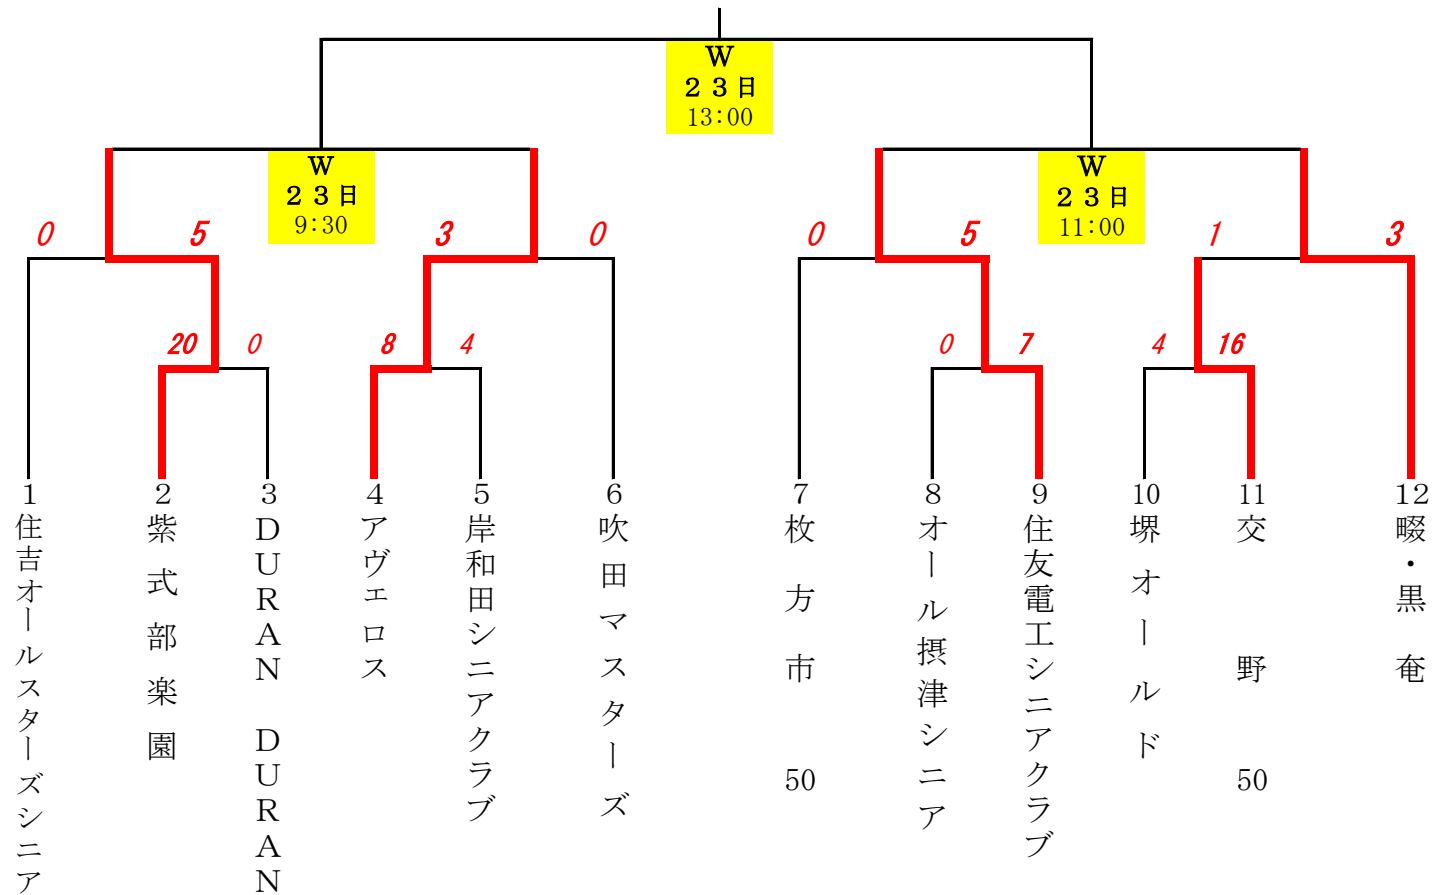 W
２３日
13:00
W
２３日
9:30
W
２３日
11:00
0 5 3 0 0 5 1 3
20 0 8 4 0 7 4 16
1 2 3 4 5 6 7 8 9 10 11 12
住吉オールスターズシニア
紫式部楽園
ＤＵＲＡＮ　ＤＵＲＡＮ
アヴェロス
岸和田シニアクラブ
吹田マスターズ
枚方市50
オール摂津シニア
住友電工シニアクラブ
堺オールド
交野50
畷・黒奄